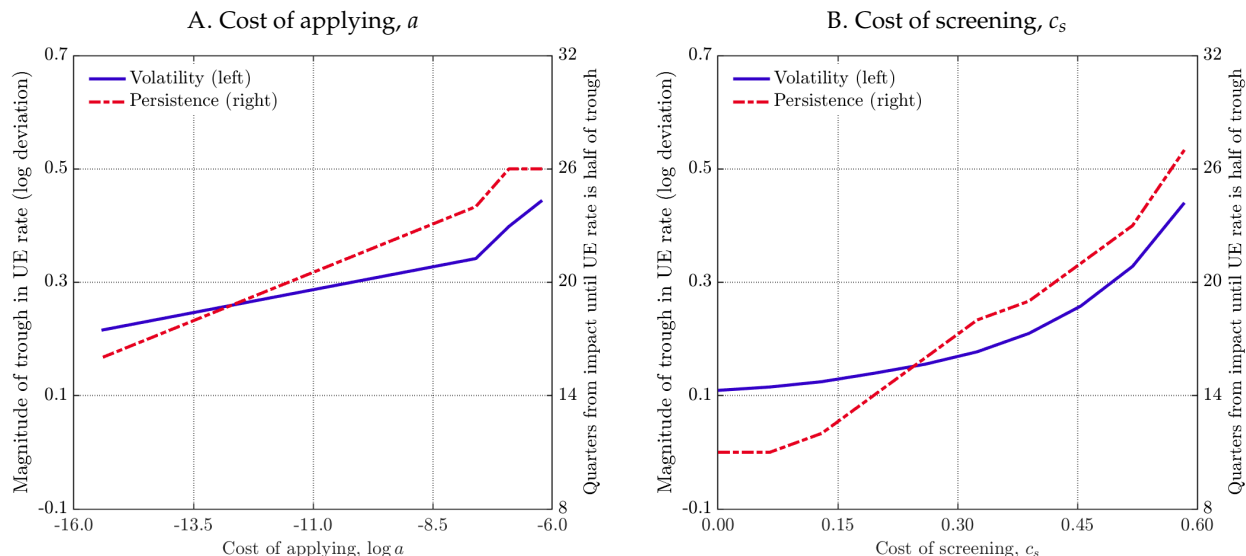 A. Cost of applying, a
Magnitude of trough in UE rate (log deviation)
0.7
0.5
0.3
0.1
-0.1
Volatility (left)
Persistence (right)
32
26
20
14
8
Quarters from impact until UE rate is half of trough
-16.0 -13.5 -11.0 -8.5 -6.0
Cost of applying, log a
B. Cost of screening, cₛ
Magnitude of trough in UE rate (log deviation)
0.7
0.5
0.3
0.1
-0.1
Volatility (left)
Persistence (right)
32
26
20
14
8
Quarters from impact until UE rate is half of trough
0.00 0.15 0.30 0.45 0.60
Cost of screening, cₛ